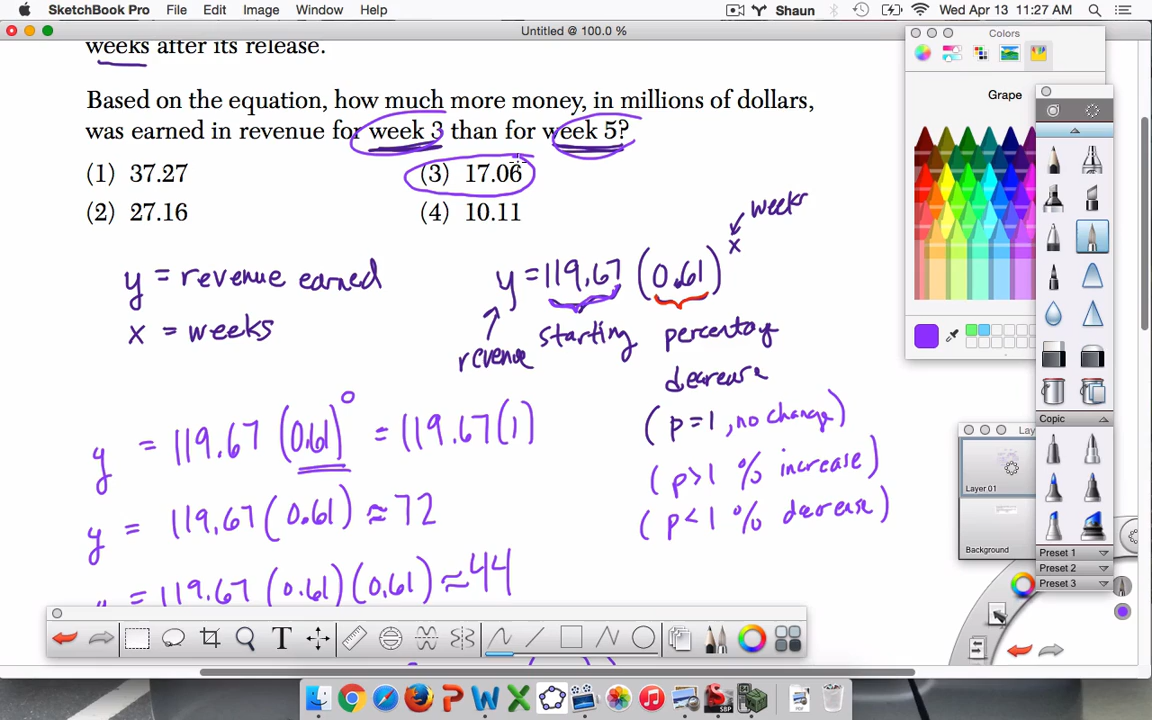 SketchBook Pro File Edit Image Window Help Shaun Wed Apr 13 11:27 AM
Untitled @ 100.0 %
Colors
weeks after its release.
Grape
Based on the equation, how much more money, in millions of dollars,
was earned in revenue for week 3 than for week 5?
(1) 37.27 (3) 17.06
(2) 27.16 (4) 10.11
weeks
y = revenue earned y = 119.67 (0.61)^x
x = weeks
starting percentag
revenue
decrease
y = 119.67 (0.61)^0 = (119.67(1)
(p=1, no change)
(p>1 % increase)
y = 119.67(0.61) ≈ 72
(p<1 % decrease)
= 119.67 (0.61)(0.61) ≈ 44
Copic
Layer 01
Background
Preset 1
Preset 2
Preset 3